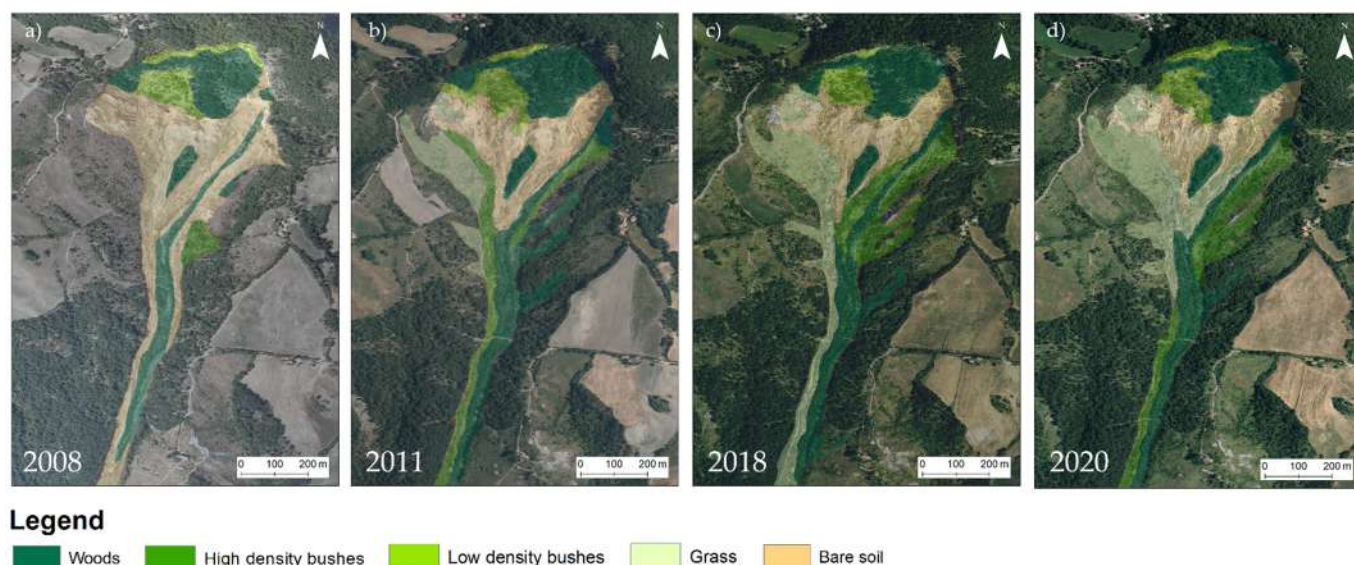 a)
N
2008
0 100 200 m
b)
N
2011
0 100 200 m
c)
N
2018
0 100 200 m
d)
N
2020
0 100 200 m
Legend
Woods
High density bushes
Low density bushes
Grass
Bare soil